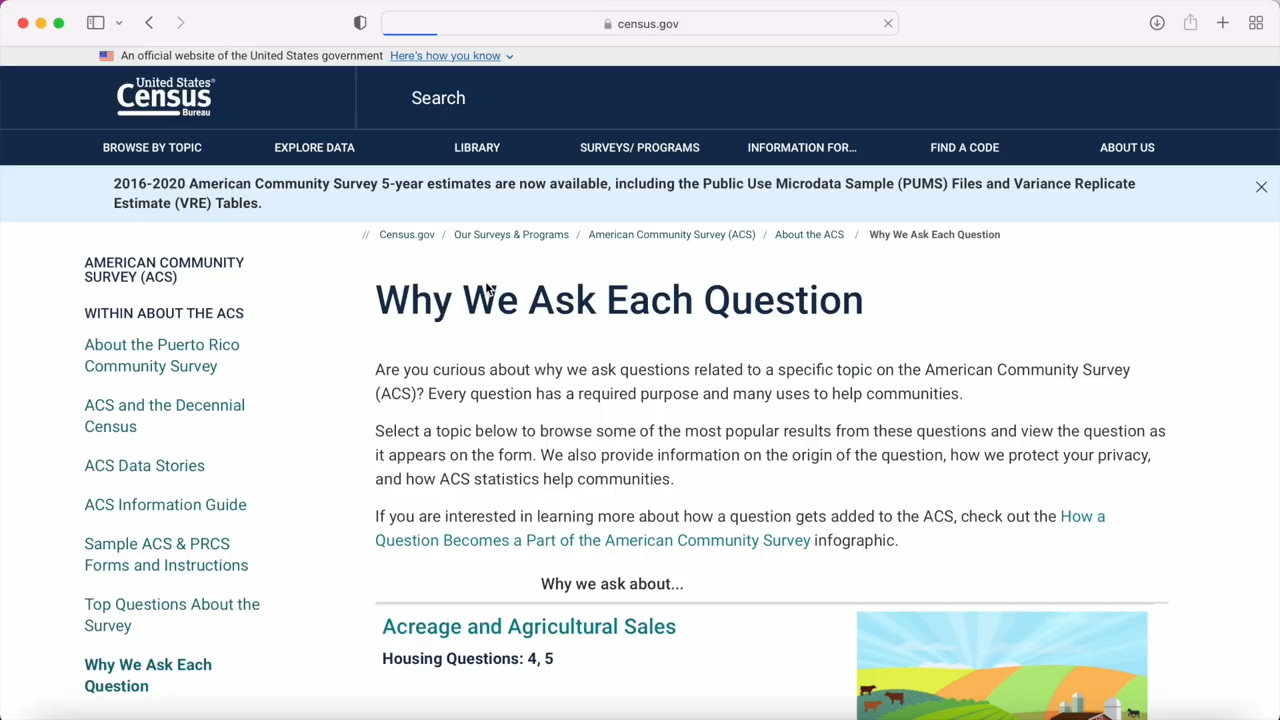 census.gov
An official website of the United States government Here's how you know
United States®
Census
Bureau
Search
BROWSE BY TOPIC EXPLORE DATA LIBRARY SURVEYS/ PROGRAMS INFORMATION FOR... FIND A CODE ABOUT US
2016-2020 American Community Survey 5-year estimates are now available, including the Public Use Microdata Sample (PUMS) Files and Variance Replicate
Estimate (VRE) Tables.
// Census.gov / Our Surveys & Programs / American Community Survey (ACS) / About the ACS / Why We Ask Each Question
AMERICAN COMMUNITY
SURVEY (ACS)
WITHIN ABOUT THE ACS
About the Puerto Rico
Community Survey
ACS and the Decennial
Census
ACS Data Stories
ACS Information Guide
Sample ACS & PRCS
Forms and Instructions
Top Questions About the
Survey
Why We Ask Each
Question
Why We Ask Each Question
Are you curious about why we ask questions related to a specific topic on the American Community Survey
(ACS)? Every question has a required purpose and many uses to help communities.
Select a topic below to browse some of the most popular results from these questions and view the question as
it appears on the form. We also provide information on the origin of the question, how we protect your privacy,
and how ACS statistics help communities.
If you are interested in learning more about how a question gets added to the ACS, check out the How a
Question Becomes a Part of the American Community Survey infographic.
Why we ask about...
Acreage and Agricultural Sales
Housing Questions: 4, 5